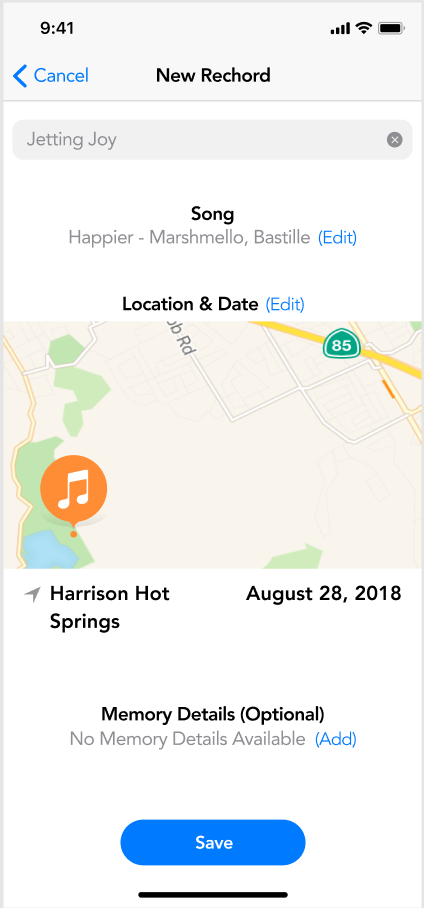 9:41
Cancel New Rechord
Jetting Joy
Song
Happier - Marshmello, Bastille (Edit)
Location & Date (Edit)
ob Rd
85
Harrison Hot August 28, 2018
Springs
Memory Details (Optional)
No Memory Details Available (Add)
Save